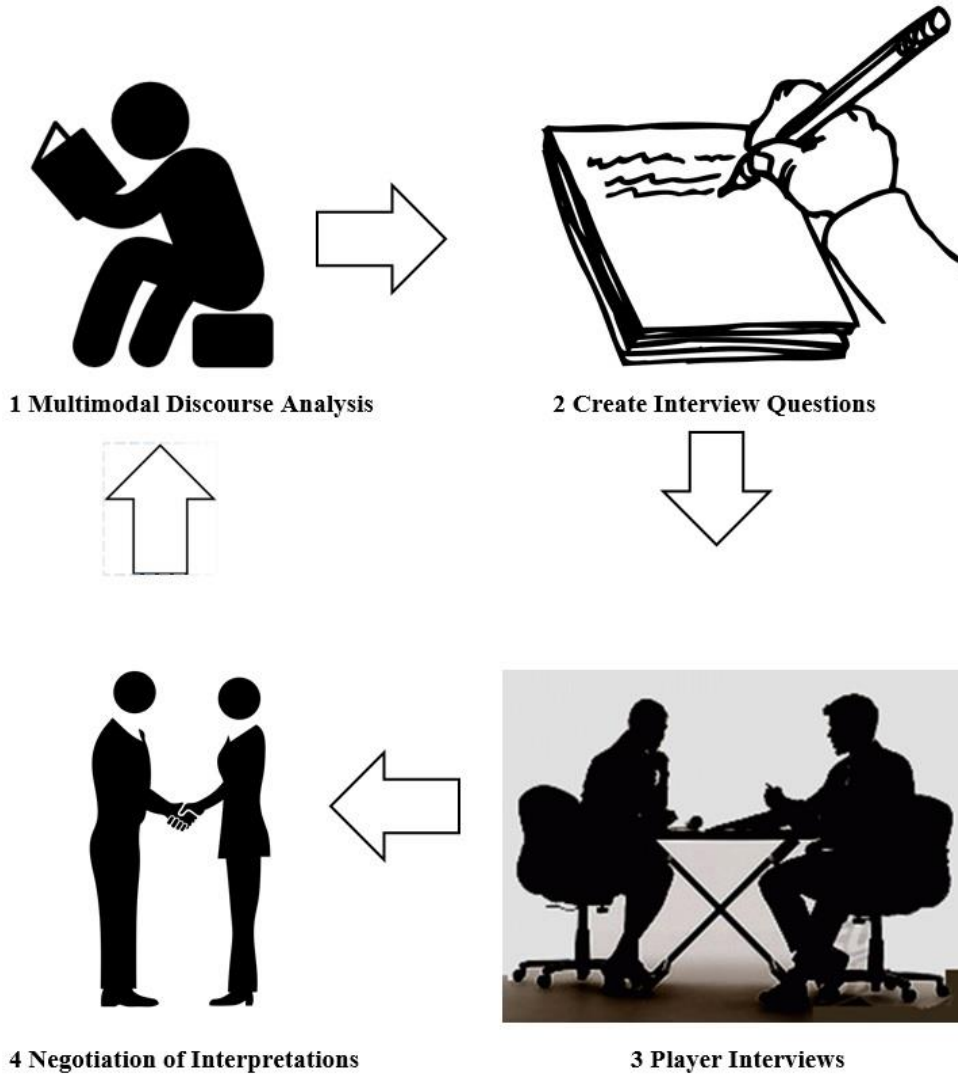 1 Multimodal Discourse Analysis
2 Create Interview Questions
4 Negotiation of Interpretations
3 Player Interviews